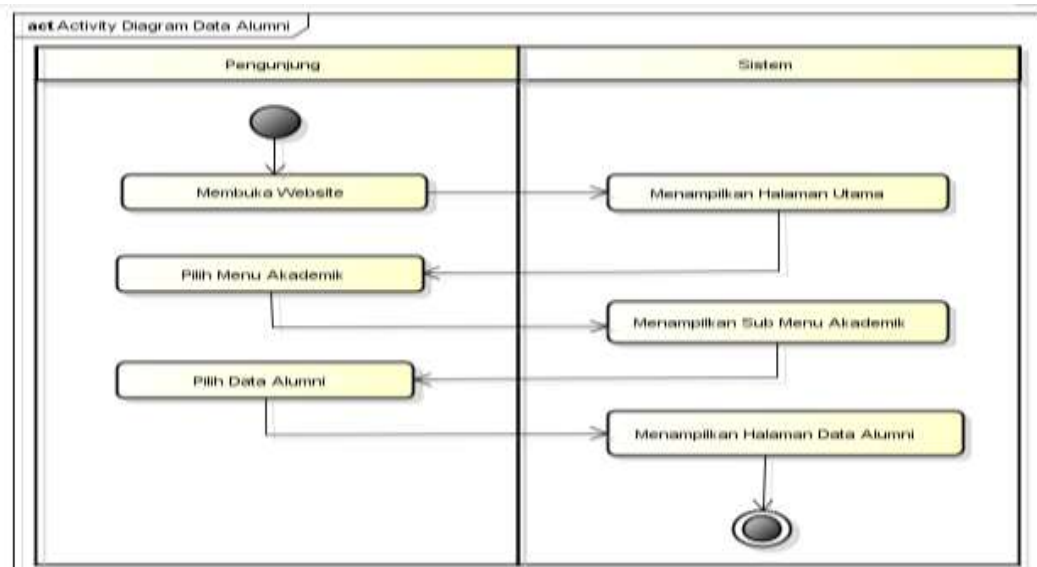 act Activity Diagram Data Alumni
Pengunjung
Sistem
Membuka Website
Menampilkan Halaman Utama
Pilih Menu Akademik
Menampilkan Sub Menu Akademik
Pilih Data Alumni
Menampilkan Halaman Data Alumni